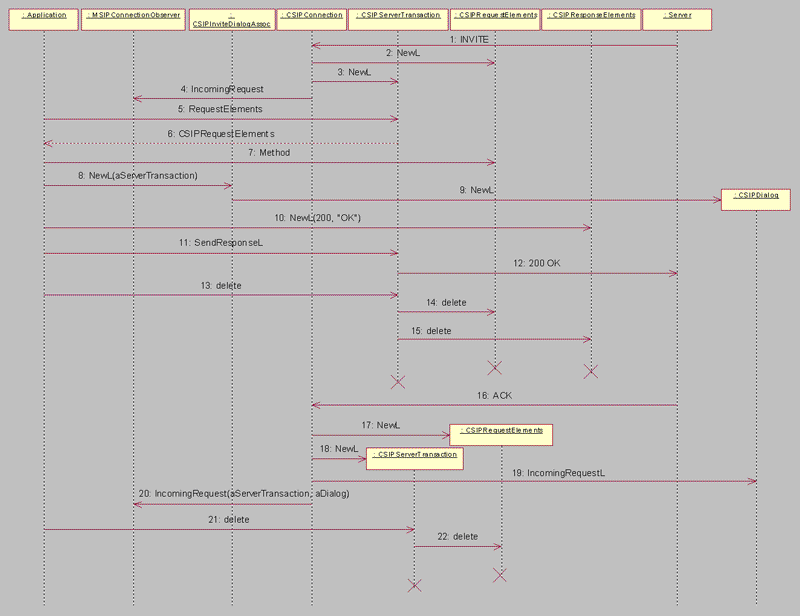 : Application
: MSIPConnectionObserver
:
CSIPInviteDialogAssoc
: CSIPConnection
: CSIPServerTransaction
: CSIPRequestElements
: CSIPResponseElements
: Server
1: INVITE
2: NewL
3: NewL
4: IncomingRequest
5: RequestElements
6: CSIPRequestElements
7: Method
8: NewL(aServerTransaction)
9: NewL
: CSIPDialog
10: NewL(200, "OK")
11: SendResponseL
12: 200 OK
13: delete
14: delete
15: delete
16: ACK
17: NewL
: CSIPRequestElements
18: NewL
: CSIPServerTransaction
19: IncomingRequestL
20: IncomingRequest(aServerTransaction, aDialog)
21: delete
22: delete